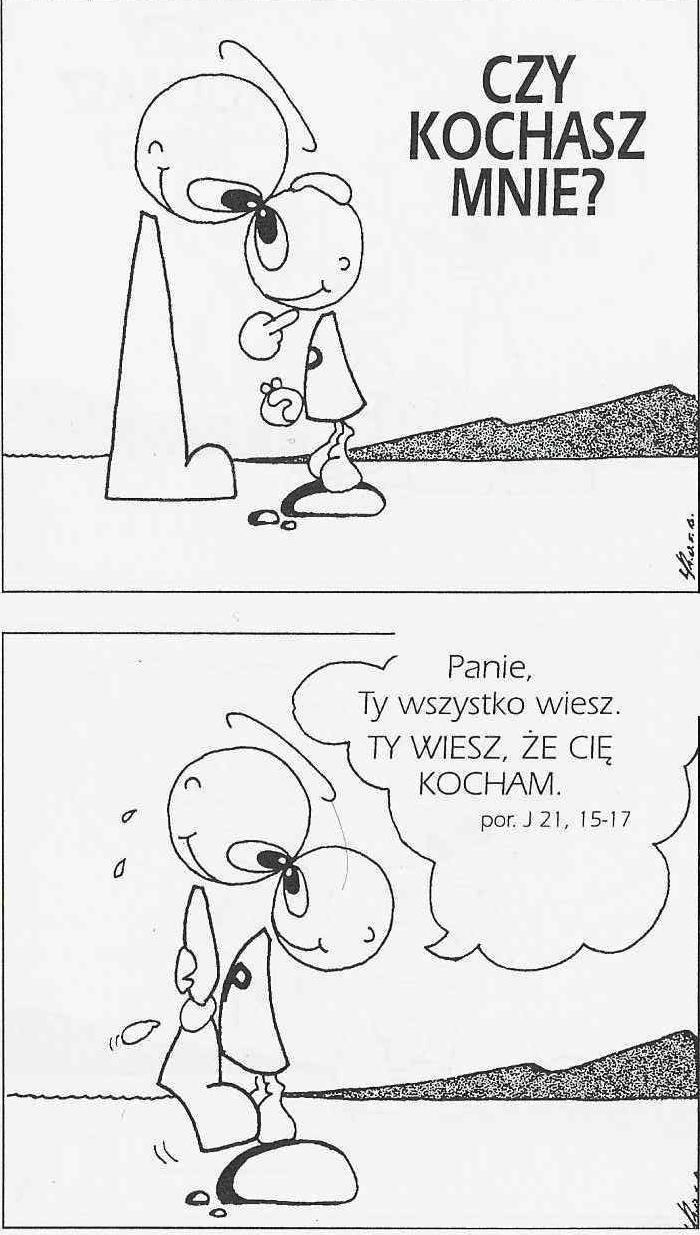 CZY
KOCHASZ
MNIE?
Panie,
Ty wszystko wiesz.
TY WIESZ, ŻE CIĘ
KOCHAM.
por. J 21, 15-17